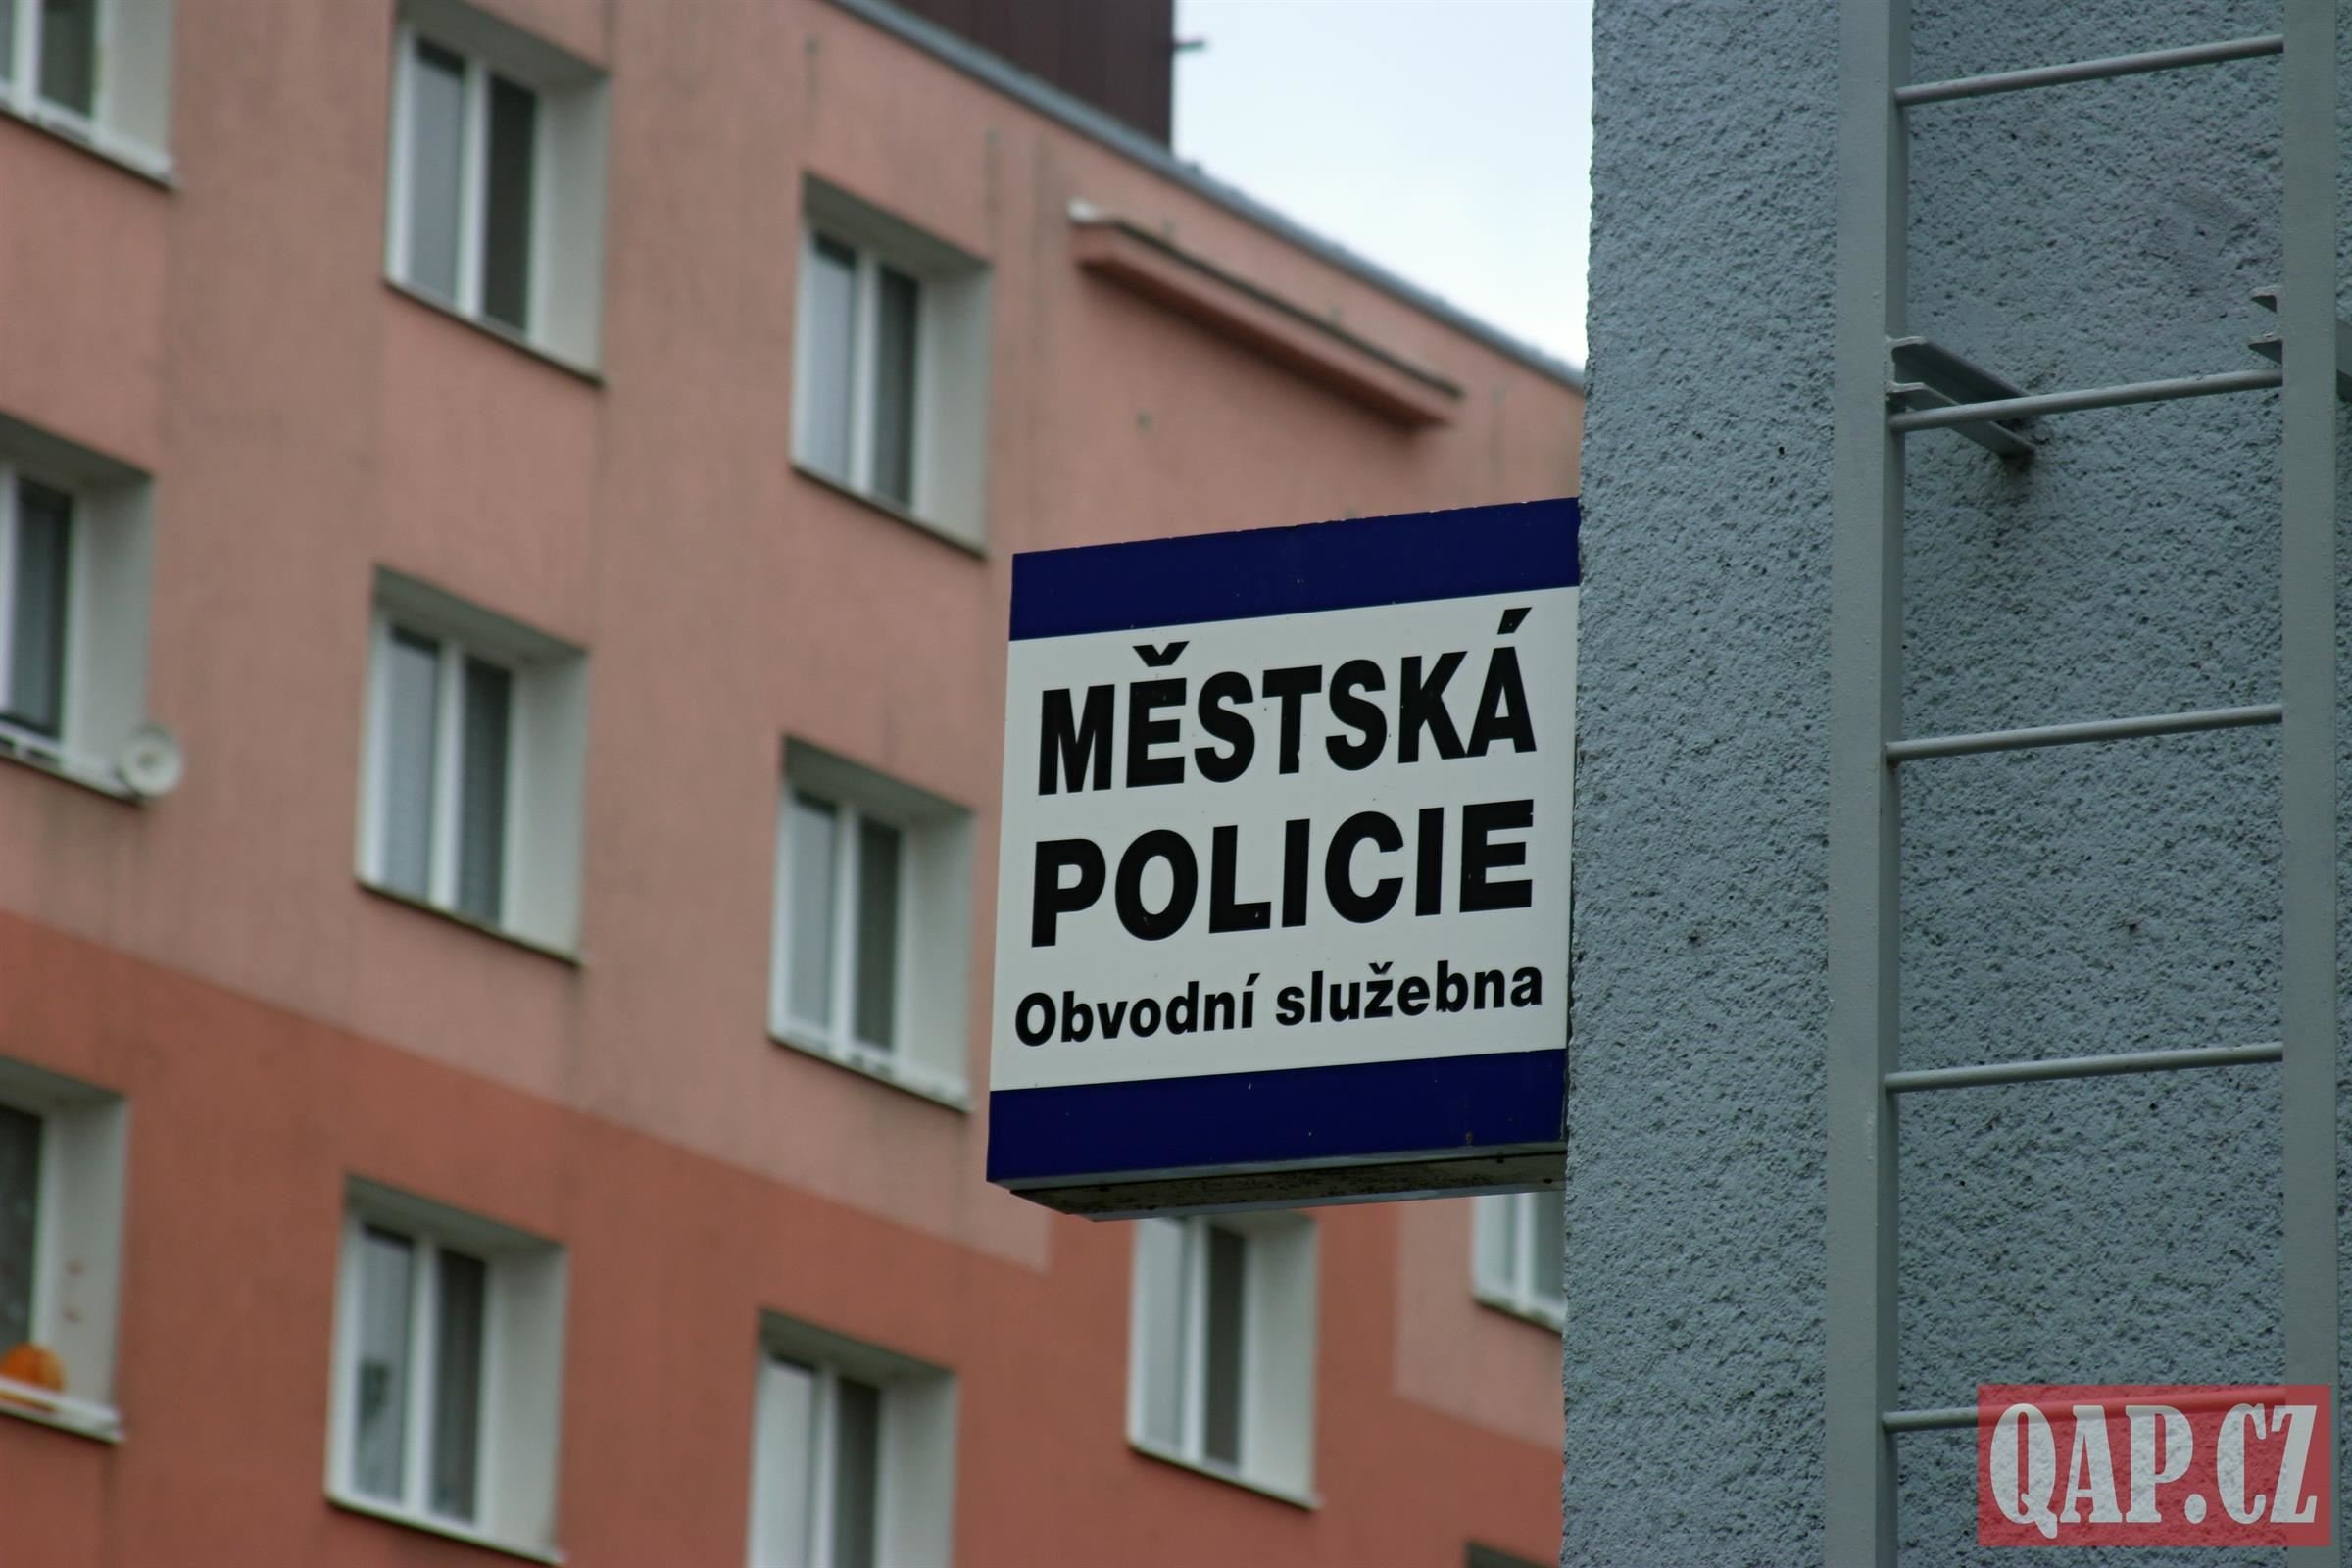 MĚSTSKÁ
POLICIE
Obvodní služebna
QAP.CZ